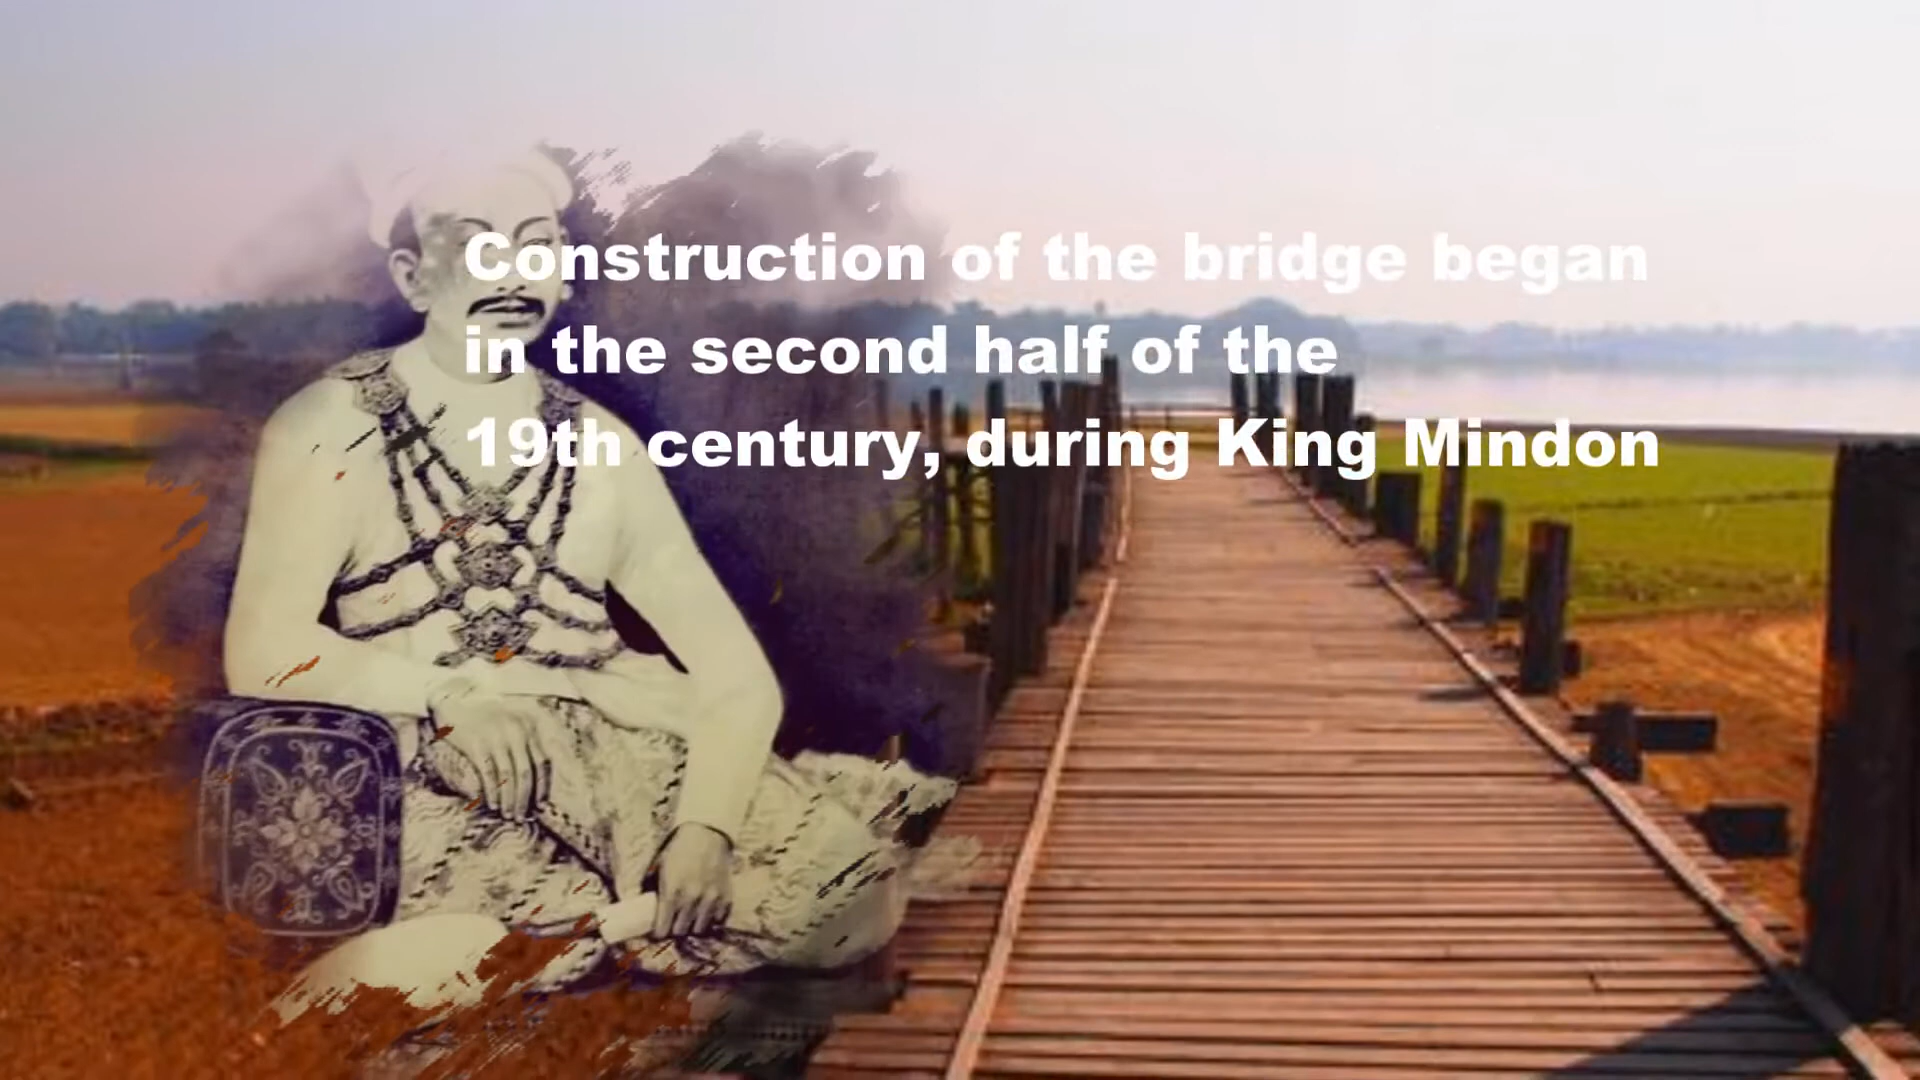 Construction of the bridge began
in the second half of the
19th century, during King Mindon